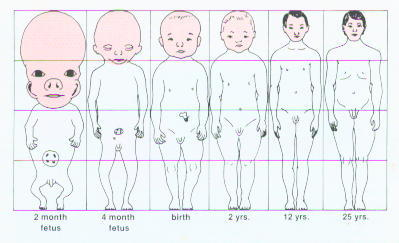 2 month
fetus
4 month
fetus
birth
2 yrs.
12 yrs.
25 yrs.